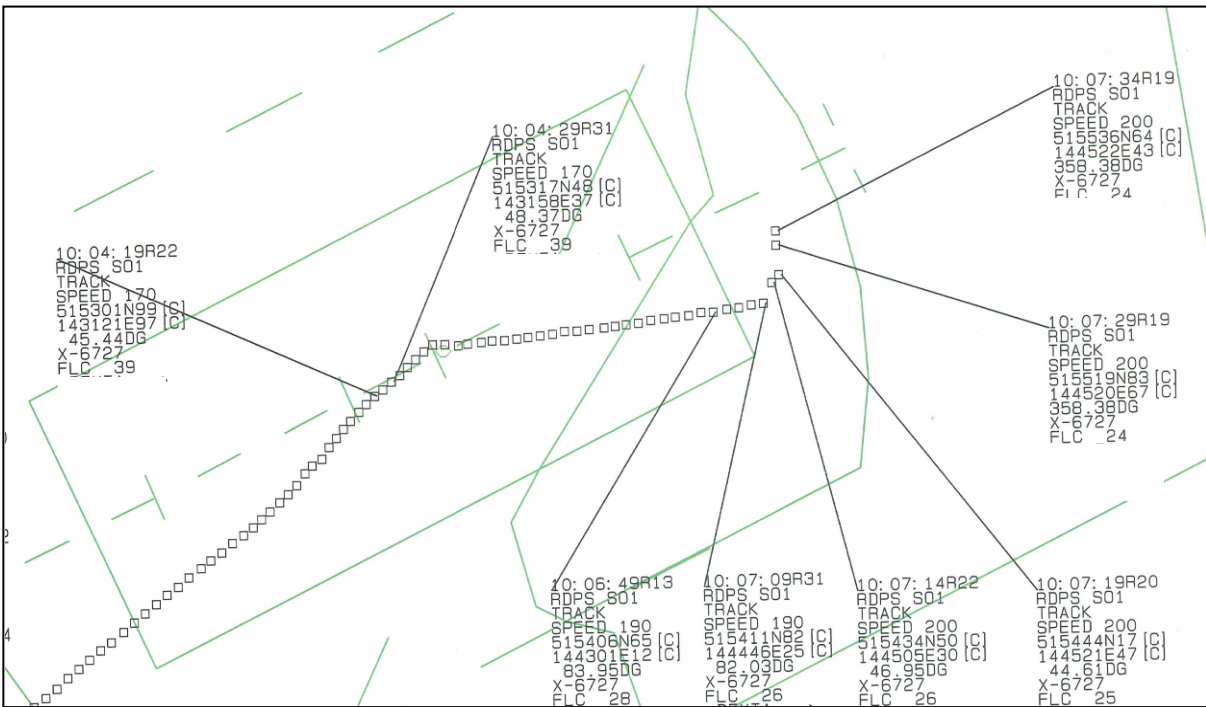 10:07:34R19
RDPS S01
TRACK
SPEED 200
515536N64 [C]
144522E43 [C]
358.38DG
X-6727
FLC 24
10:04:29R31
RDPS S01
TRACK
SPEED 170
515317N48 [C]
143158E37 [C]
48.37DG
X-6727
FLC 39
10:04:19R22
RDPS S01
TRACK
SPEED 170
515301N99 [C]
143121E97 [C]
45.44DG
X-6727
FLC 39
10:07:29R19
RDPS S01
TRACK
SPEED 200
515519N83 [C]
144520E67 [C]
358.38DG
X-6727
FLC 24
10:06:49R13
RDPS S01
TRACK
SPEED 190
515406N65 [C]
144301E12 [C]
83.95DG
X-6727
FLC 28
10:07:09R31
RDPS S01
TRACK
SPEED 190
515411N82 [C]
144446E25 [C]
82.03DG
X-6727
FLC 26
10:07:14R22
RDPS S01
TRACK
SPEED 200
515434N50 [C]
144505E30 [C]
46.95DG
X-6727
FLC 26
10:07:19R20
RDPS S01
TRACK
SPEED 200
515444N17 [C]
144521E47 [C]
44.61DG
X-6727
FLC 25